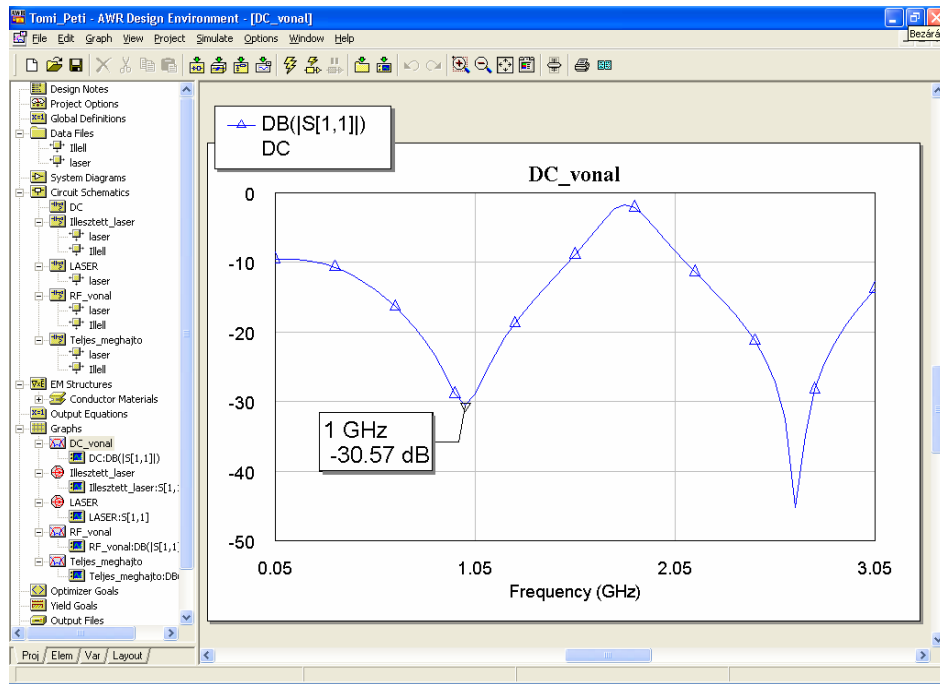 Tomi_Peti - AWR Design Environment - [DC_vonal]
File Edit Graph View Project Simulate Options Window Help
Bezárá
Design Notes
Project Options
Global Definitions
Data Files
Illell
laser
System Diagrams
Circuit Schematics
DC
Illesztett_laser
laser
Illell
LASER
laser
RF_vonal
laser
Illell
Teljes_meghajto
laser
Illell
EM Structures
Conductor Materials
Output Equations
Graphs
DC_vonal
DC:DB(|S[1,1]|)
Illesztett_laser
Illesztett_laser:S[1,
LASER
LASER:S[1,1]
RF_vonal
RF_vonal:DB(|S[1,1]
Teljes_meghajto
Teljes_meghajto:DB(
Optimizer Goals
Yield Goals
Output Files
Proj Elem Var Layout
DB(|S[1,1]|)
DC
DC_vonal
0
-10
-20
-30
-40
-50
1 GHz
-30.57 dB
0.05 1.05 2.05 3.05
Frequency (GHz)